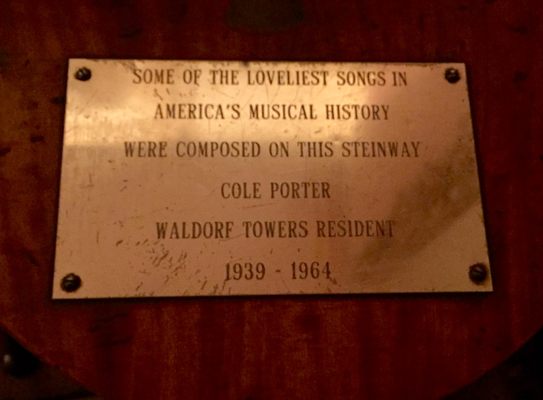 SOME OF THE LOVELIEST SONGS IN
AMERICA'S MUSICAL HISTORY
WERE COMPOSED ON THIS STEINWAY
COLE PORTER
WALDORF TOWERS RESIDENT
1939 - 1964